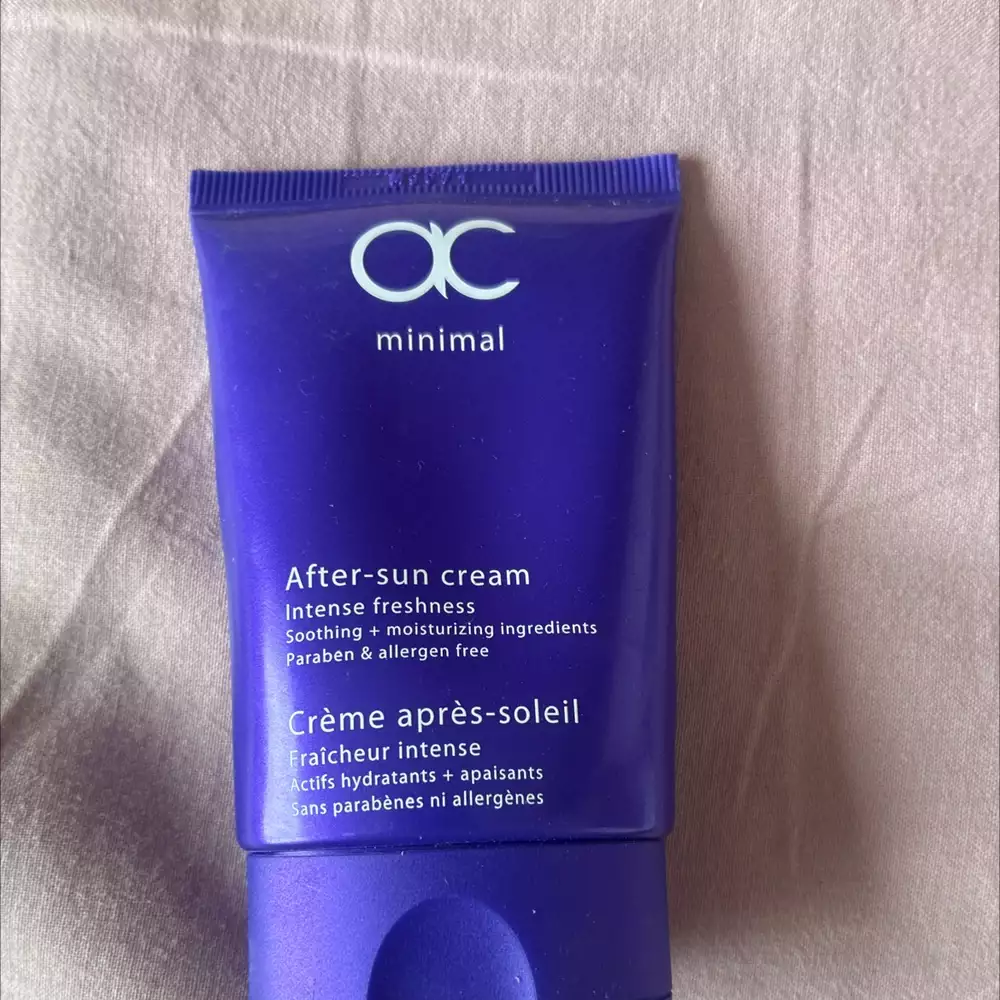 ac
minimal
After-sun cream
Intense freshness
Soothing + moisturizing ingredients
Paraben & allergen free
Crème après-soleil
Fraîcheur intense
Actifs hydratants + apaisants
Sans parabènes ni allergènes